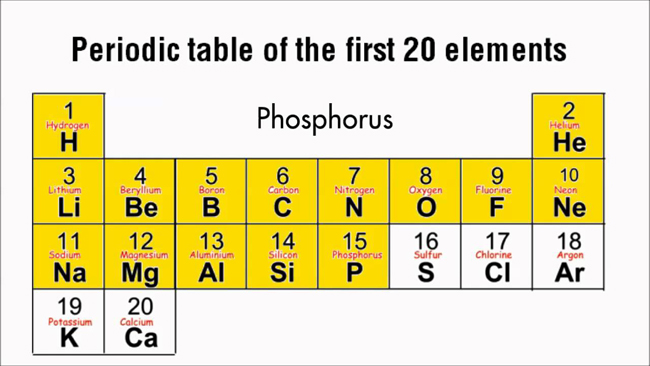 Periodic table of the first 20 elements
Phosphorus
1 2
Hydrogen Helium
H He
3 4 5 6 7 8 9 10
Lithium Beryllium Boron Carbon Nitrogen Oxygen Fluorine Neon
Li Be B C N O F Ne
11 12 13 14 15 16 17 18
Sodium Magnesium Aluminium Silicon Phosphorus Sulfur Chlorine Argon
Na Mg Al Si P S Cl Ar
19 20
Potassium Calcium
K Ca